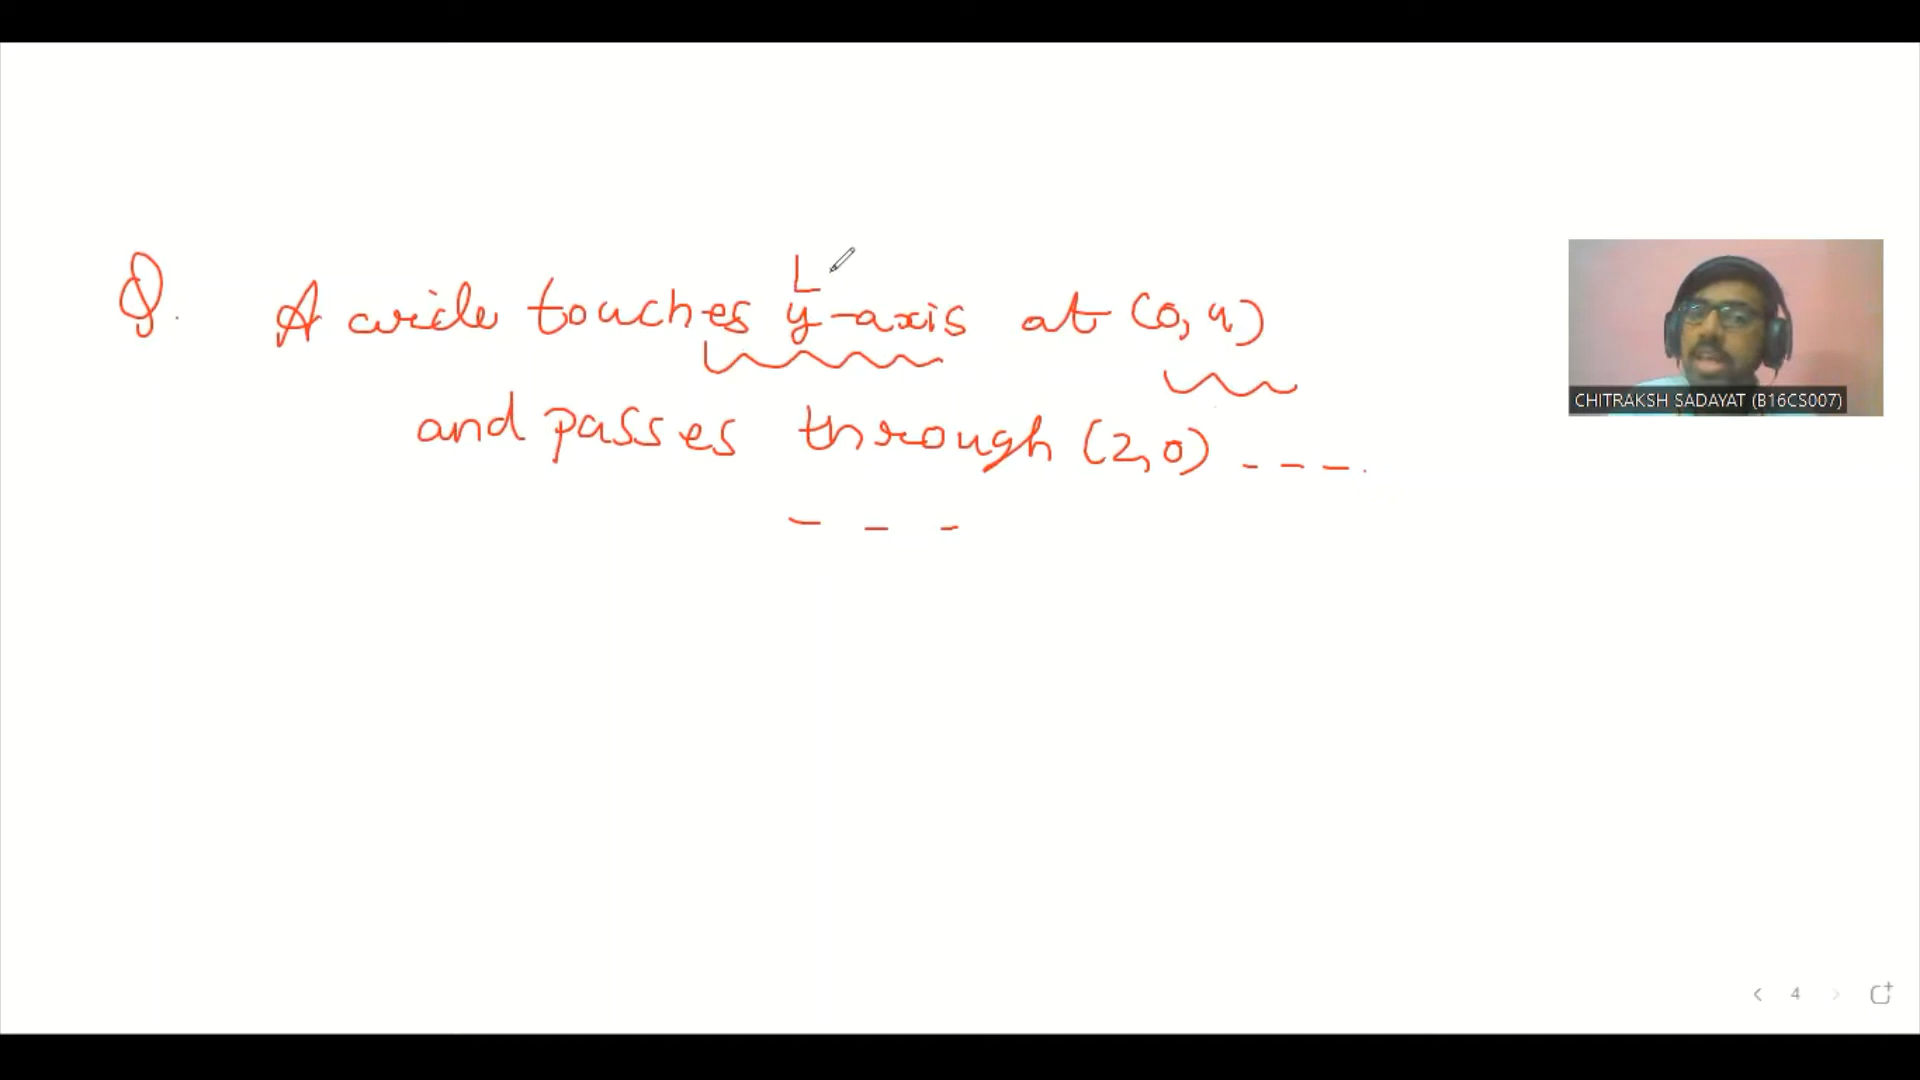 Q. A circle touches y-axis at (0, 4)
L
and passes through (2,0) - - - .
- - -
CHITRAKSH SADAYAT (B16CS007)
< 4 >